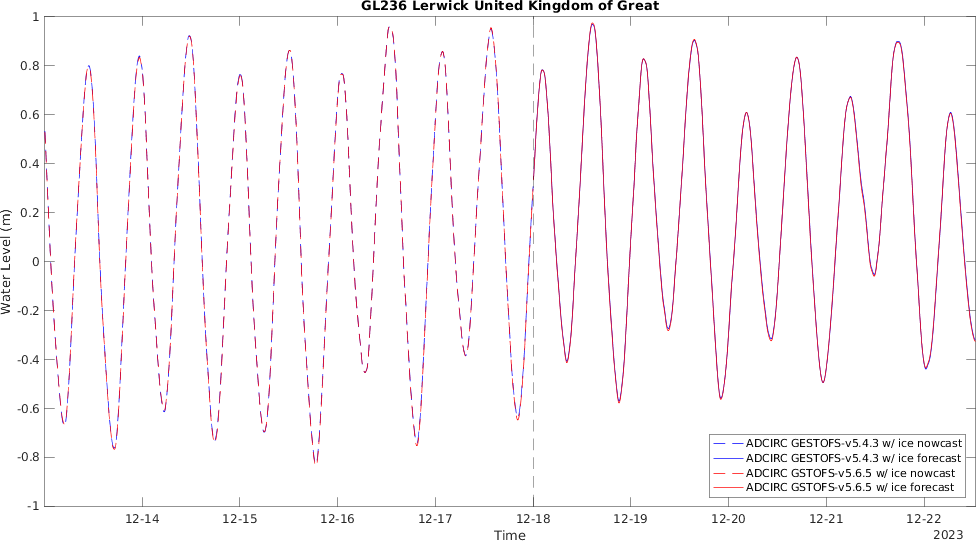 GL236 Lerwick United Kingdom of Great
1
0.8
0.6
0.4
0.2
0
-0.2
-0.4
-0.6
-0.8
-1
Water Level (m)
ADCIRC GESTOFS-v5.4.3 w/ ice nowcast
ADCIRC GESTOFS-v5.4.3 w/ ice forecast
ADCIRC GSTOFS-v5.6.5 w/ ice nowcast
ADCIRC GSTOFS-v5.6.5 w/ ice forecast
12-14 12-15 12-16 12-17 12-18 12-19 12-20 12-21 12-22
Time
2023